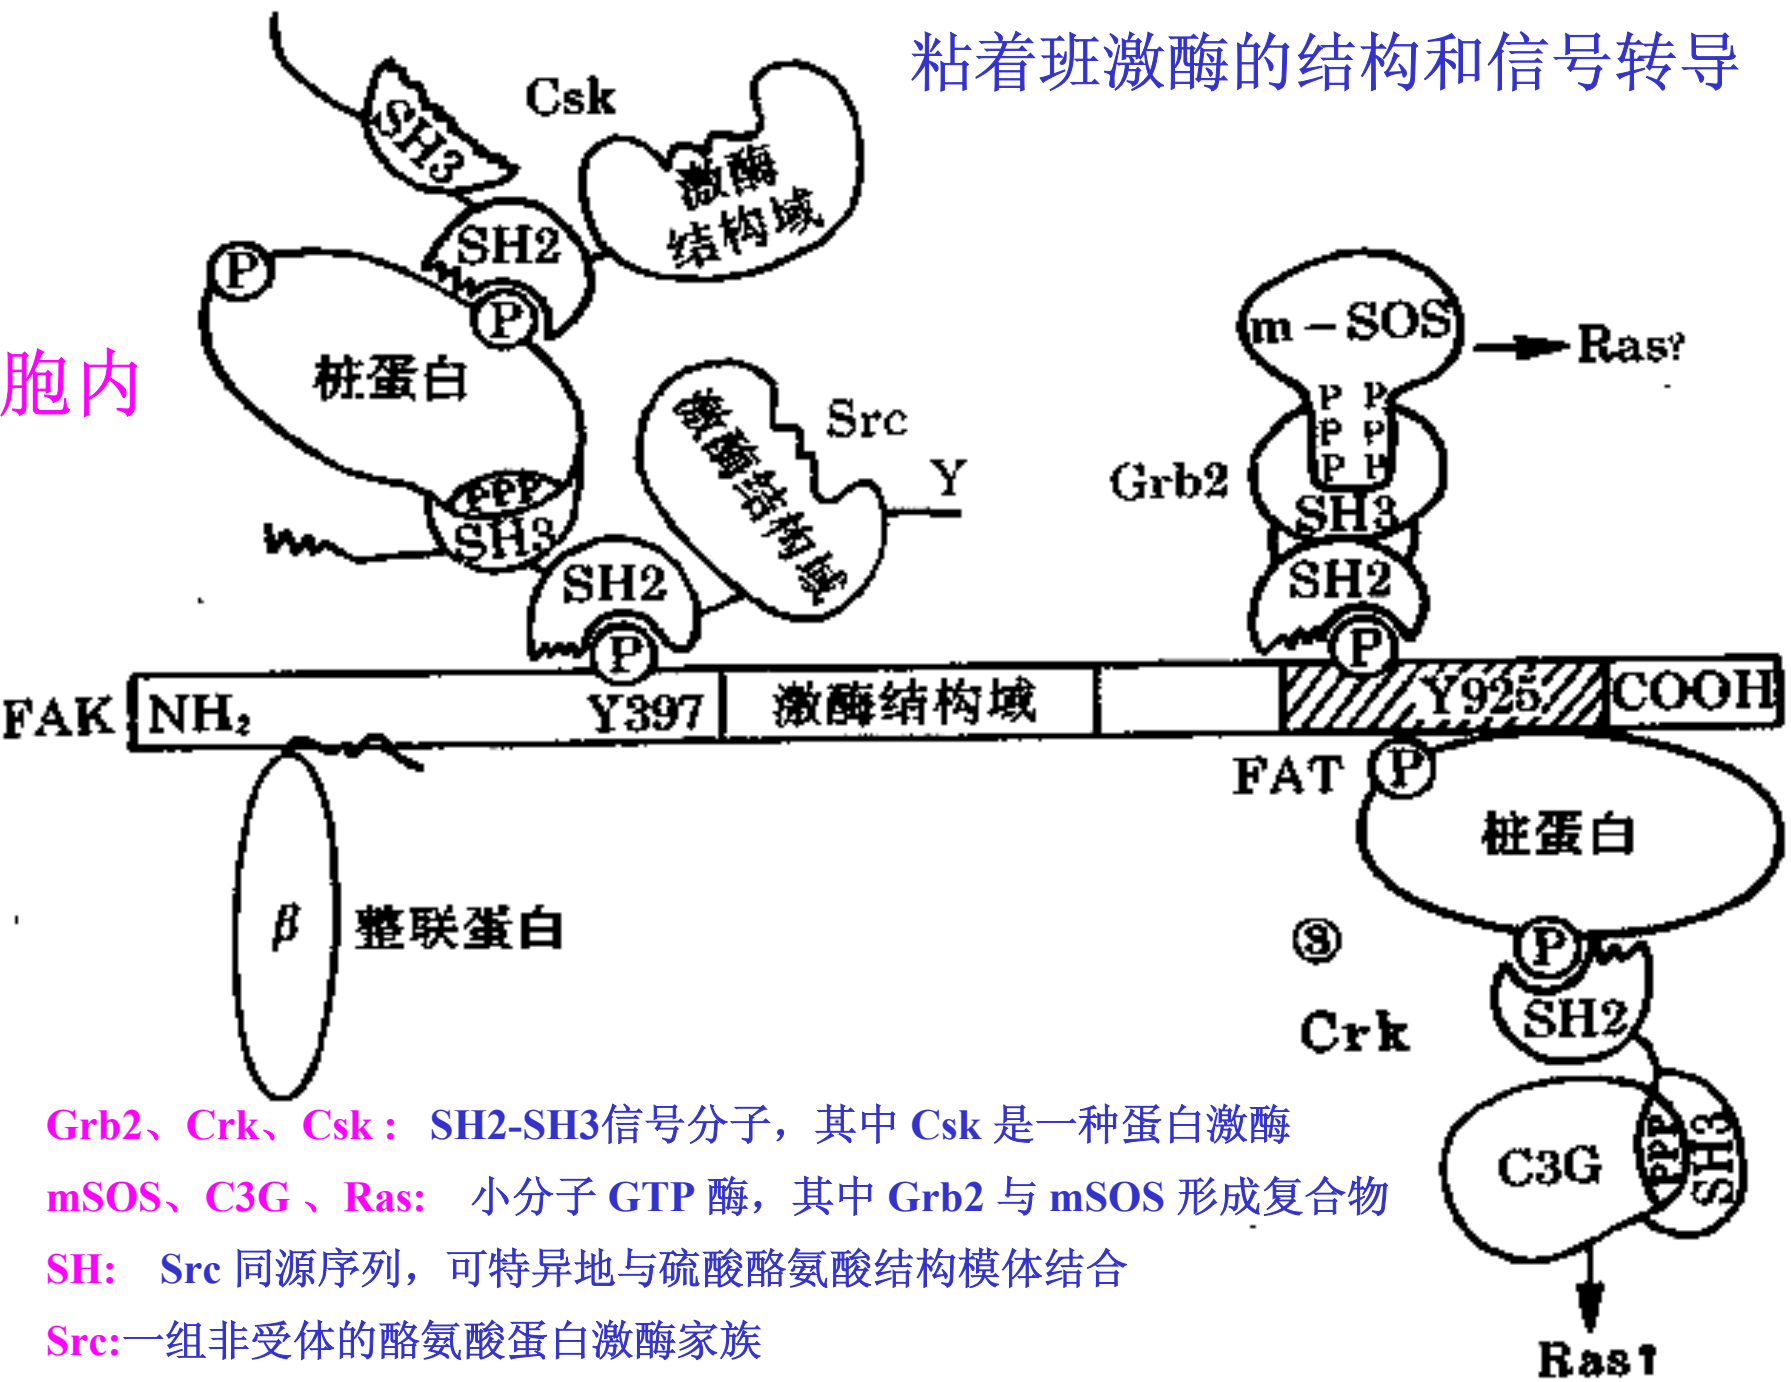 粘着班激酶的结构和信号转导
Csk
SH3
激酶
结构域
SH2
P
P
桩蛋白
胞内
PPP
SH3
激酶结构域
Src
Y
SH2
P
m-SOS
Ras?
P P
P P
P
Grb2
SH3
SH2
P
FAK
NH₂
Y397
激酶结构域
Y925
COOH
FAT
P
桩蛋白
β
整联蛋白
P
Crk
SH2
C3G
PPP
SH3
Ras↑
Grb2、Crk、Csk : SH2-SH3信号分子，其中 Csk 是一种蛋白激酶
mSOS、C3G 、Ras: 小分子 GTP 酶，其中 Grb2 与 mSOS 形成复合物
SH: Src 同源序列，可特异地与硫酸酪氨酸结构模体结合
Src:一组非受体的酪氨酸蛋白激酶家族